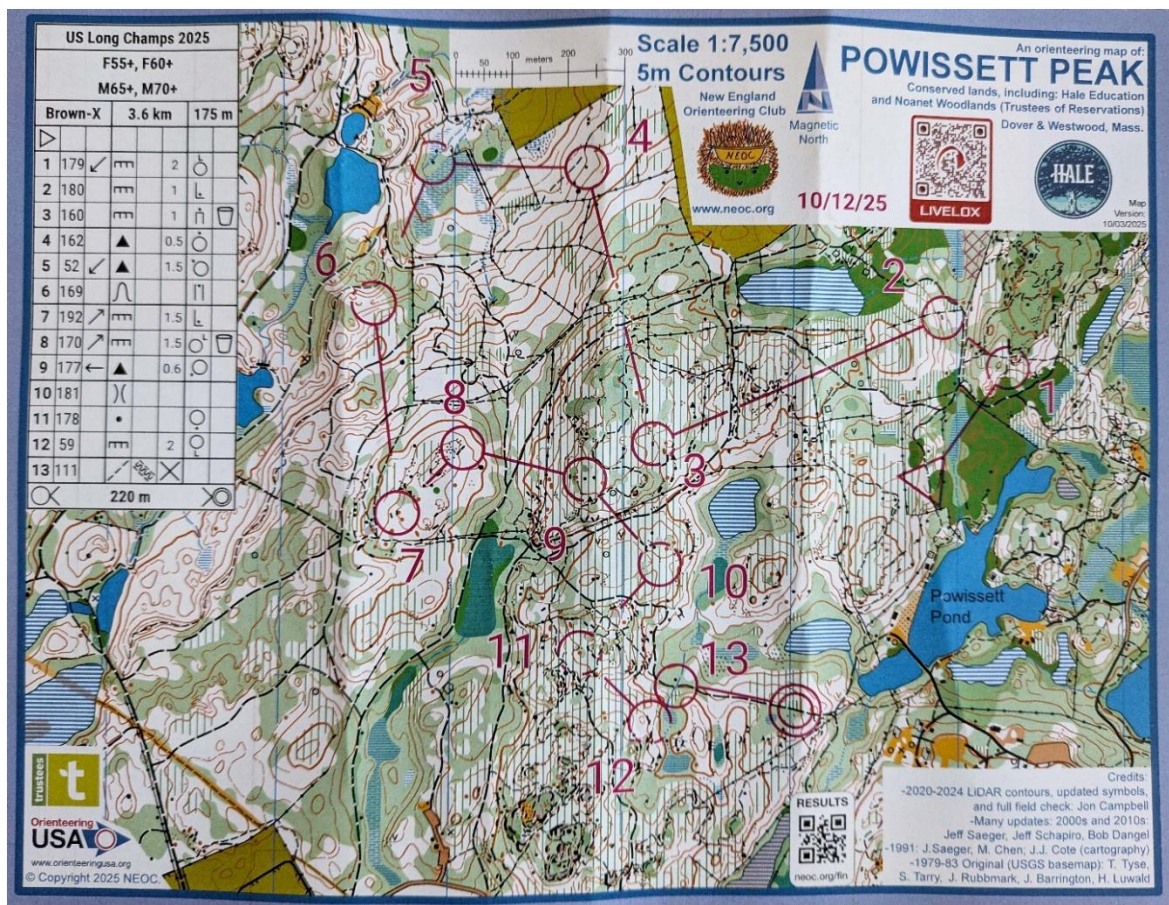 US Long Champs 2025
F55+, F60+
M65+, M70+
Brown-X 3.6 km 175 m
1 179 2
2 180 1
3 160 1
4 162 0.5
5 52 1.5
6 169
7 192 1.5
8 170 1.5
9 177 0.6
10 181
11 178
12 59 2
13 111
220 m
0 100 200 300
meters
50
Scale 1:7,500
5m Contours
New England
Orienteering Club
NEOC
www.neoc.org
Magnetic
North
POWISSETT PEAK
An orienteering map of:
Conserved lands, including: Hale Education
and Noanet Woodlands (Trustees of Reservations)
Dover & Westwood, Mass.
10/12/25
LIVELOX
HALE
Map
Version:
10/03/2025
5
4
6
2
8
1
3
7
9
10
11
13
12
Powissett
Pond
trustees
t
Orienteering
USA
www.orienteeringusa.org
© Copyright 2025 NEOC.
RESULTS
neoc.org/fin
Credits:
-2020-2024 LiDAR contours, updated symbols,
and full field check: Jon Campbell
-Many updates: 2000s and 2010s:
Jeff Saeger, Jeff Schapiro, Bob Dangel
-1991: J.Saeger, M. Chen; J.J. Cote (cartography)
-1979-83 Original (USGS basemap): T. Tyse,
S. Tarry, J. Rubbmark, J. Barrington, H. Luwald